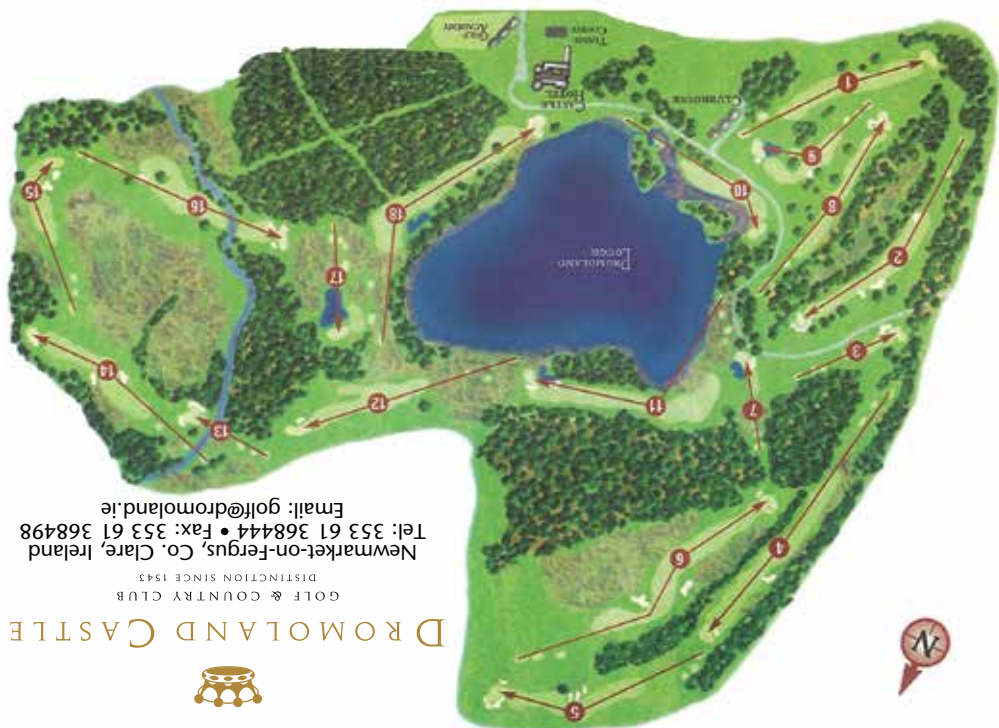 DROMOLAND CASTLE
GOLF & COUNTRY CLUB
DISTINCTION SINCE 1543
Newmarket-on-Fergus, Co. Clare, Ireland
Tel: 353 61 368444 • Fax: 353 61 368498
Email: golf@dromoland.ie
N
5
4
6
13
7
11
12
14
3
2
17
DROMOLAND
LOUGH
8
10
18
16
15
9
1
CLUBHOUSE
CASTLE
HOTEL
TENNIS
COURTS
GOLF
ACADEMY